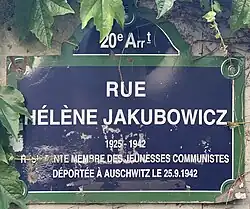 20e Arrt
RUE
HÉLÈNE JAKUBOWICZ
1925 - 1942
MEMBRE DES JEUNESSES COMMUNISTES
DÉPORTÉE À AUSCHWITZ LE 25.9.1942